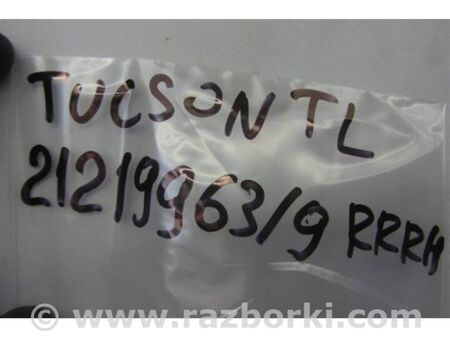 TUCSON TL
21219963/9 RRRH
© www.razborki.com